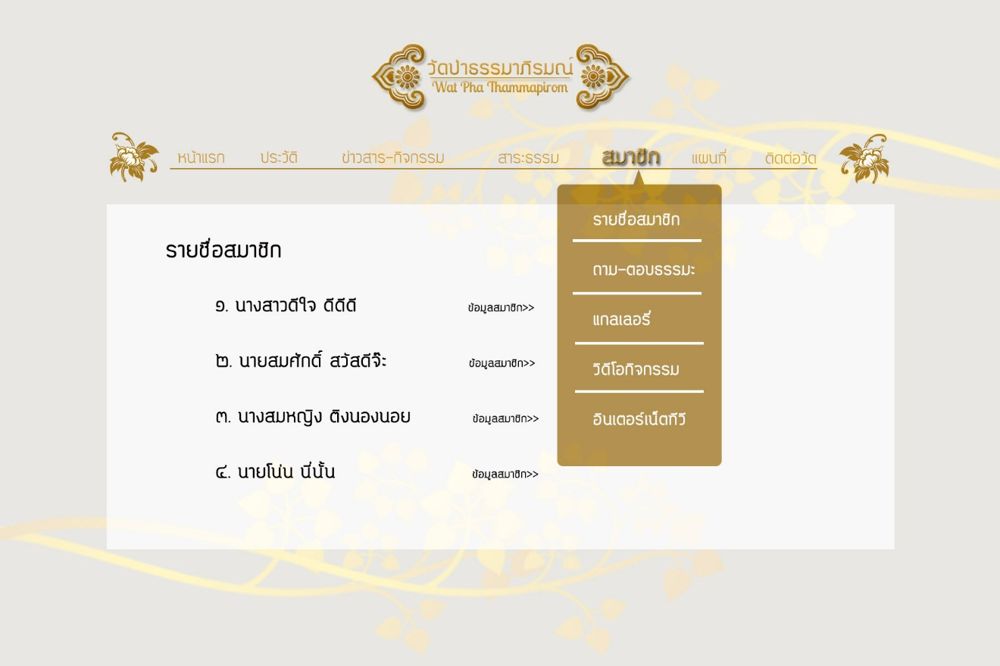 วัดป่าธรรมาภิรมณ์
Wat Pha Thammapirom
หน้าแรก ประวัติ ข่าวสาร-กิจกรรม สาระธรรม สมาชิก แผนที่ ติดต่อวัด
รายชื่อสมาชิก
ถาม-ตอบธรรมะ
แกลเลอรี่
วิดีโอกิจกรรม
อินเตอร์เน็ตทีวี
รายชื่อสมาชิก
๑. นางสาวดีใจ ดีดีดี ข้อมูลสมาชิก>>
๒. นายสมศักดิ์ สวัสดีจ๊ะ ข้อมูลสมาชิก>>
๓. นางสมหญิง ติงนองนอย ข้อมูลสมาชิก>>
๔. นายโน่น นี่นั้น ข้อมูลสมาชิก>>